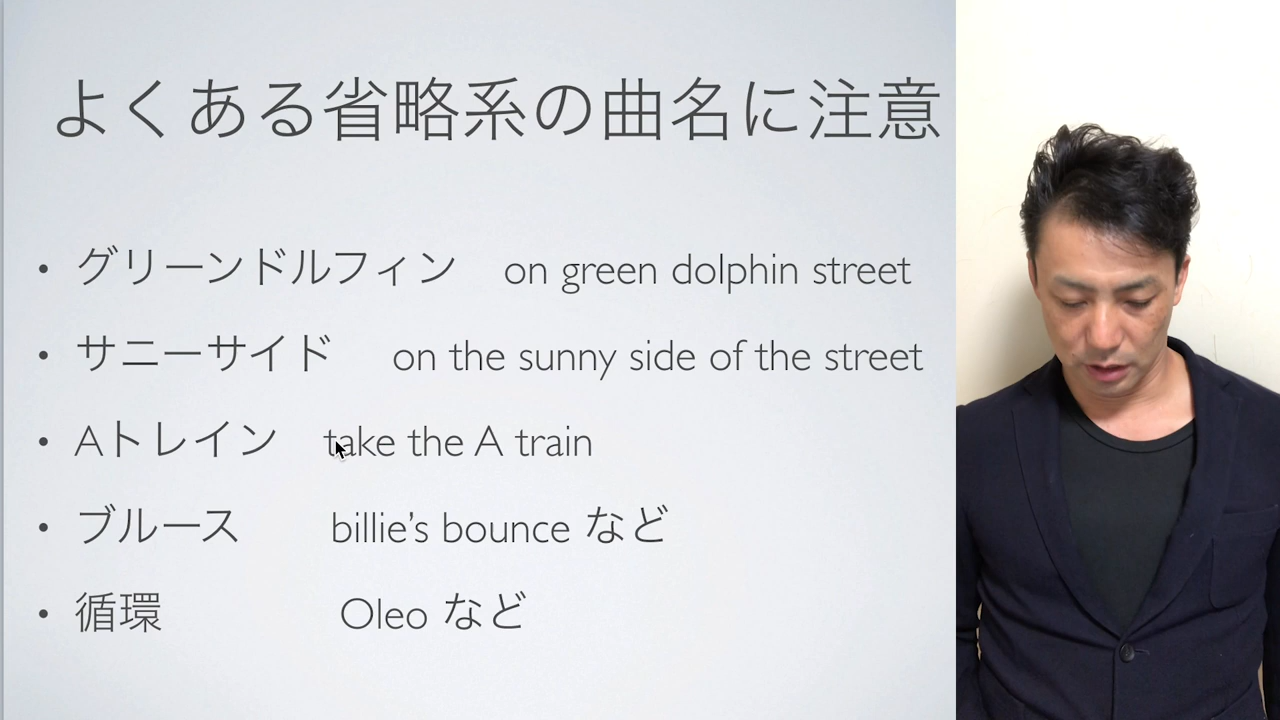 よくある省略系の曲名に注意
• グリーンドルフィン on green dolphin street
• サニーサイド on the sunny side of the street
• Aトレイン take the A train
• ブルース billie’s bounce など
• 循環 Oleo など